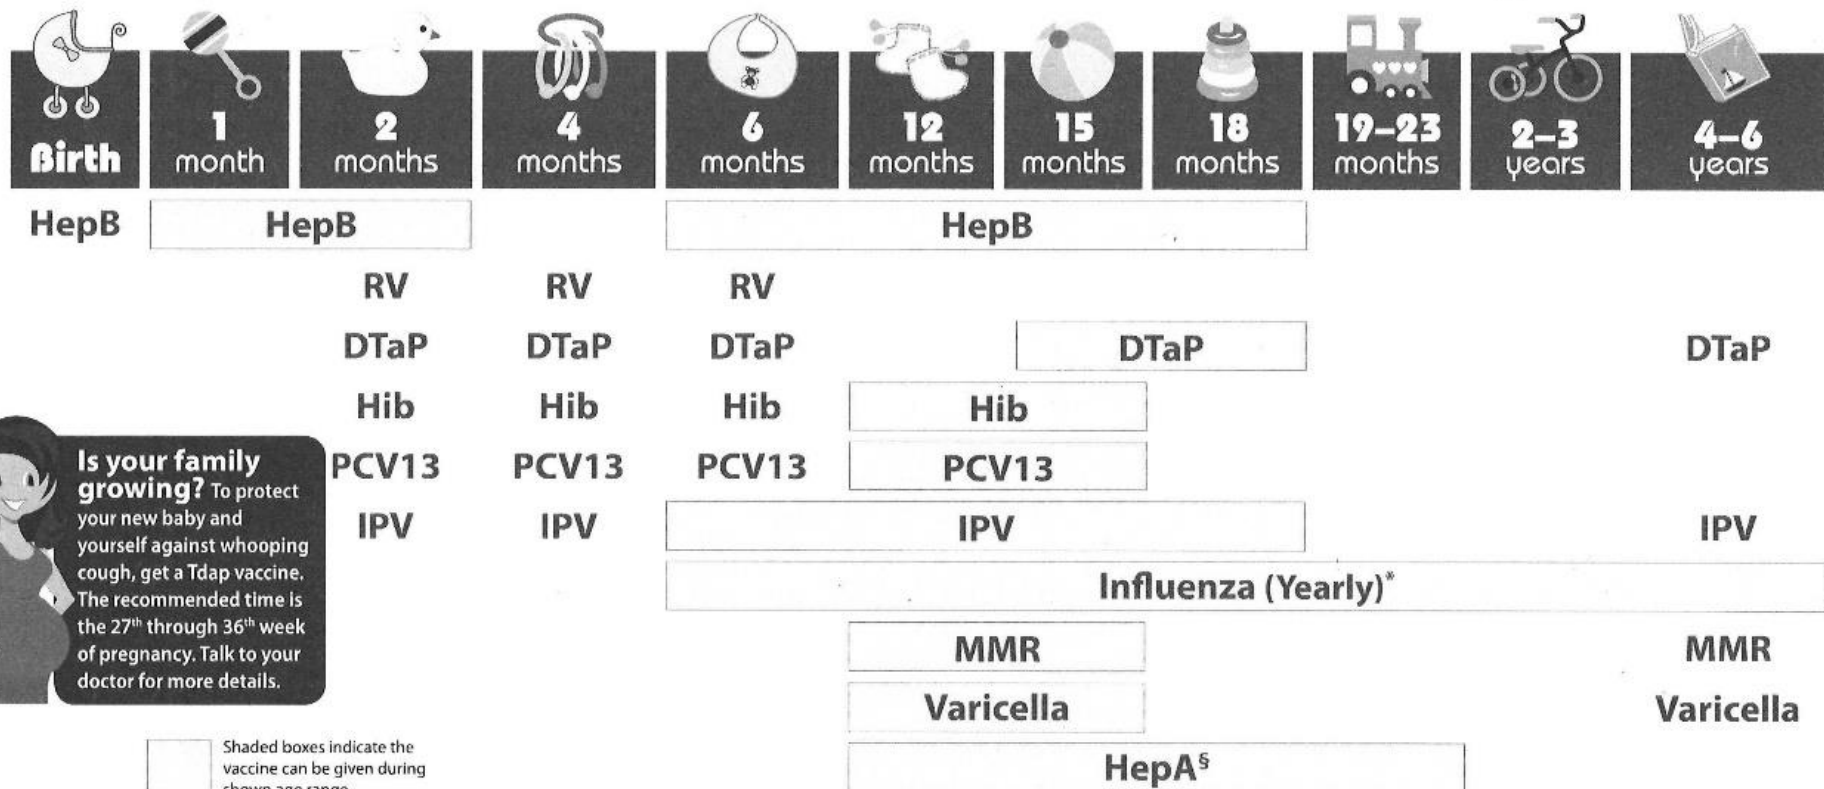 Birth
1 month
2 months
4 months
6 months
12 months
15 months
18 months
19–23 months
2–3 years
4–6 years
HepB HepB HepB
RV RV RV
DTaP DTaP DTaP DTaP DTaP
Hib Hib Hib Hib
PCV13 PCV13 PCV13 PCV13
IPV IPV IPV IPV
Influenza (Yearly)*
MMR MMR
Varicella Varicella
HepA§
Is your family
growing? To protect
your new baby and
yourself against whooping
cough, get a Tdap vaccine.
The recommended time is
the 27th through 36th week
of pregnancy. Talk to your
doctor for more details.
Shaded boxes indicate the
vaccine can be given during
shown age range